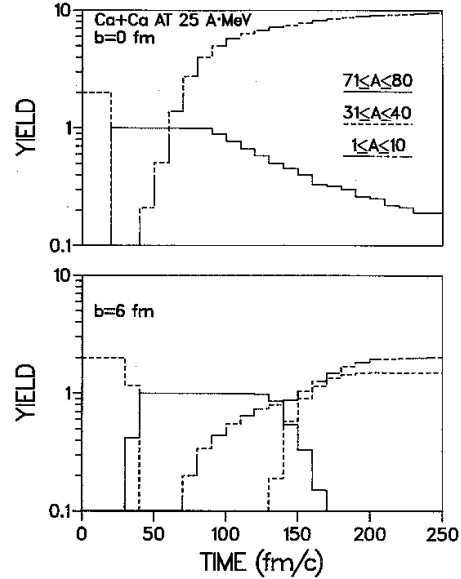 Ca+Ca AT 25 A·MeV
b=0 fm
71≤A≤80
31≤A≤40
1≤A≤10
YIELD
10
1
0.1
b=6 fm
YIELD
10
1
0.1
0 50 100 150 200 250
TIME (fm/c)